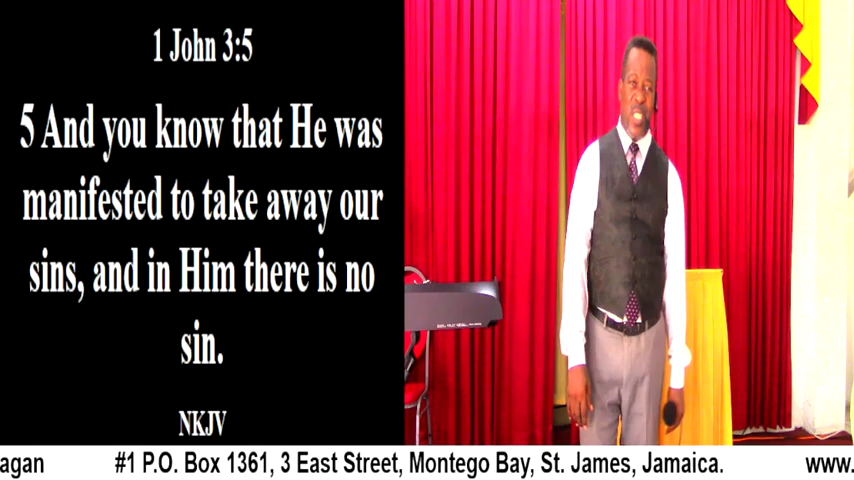 1 John 3:5
5 And you know that He was
manifested to take away our
sins, and in Him there is no
sin.
NKJV
agan #1 P.O. Box 1361, 3 East Street, Montego Bay, St. James, Jamaica. www.